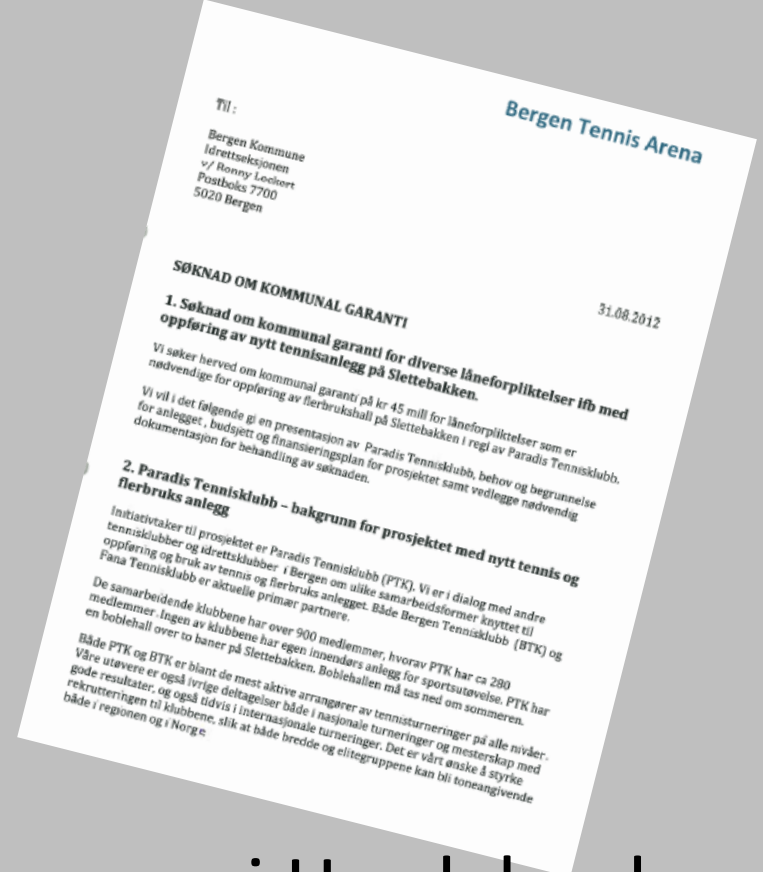 Bergen Tennis Arena
Til :
Bergen Kommune
Idrettseksjonen
v/ Ronny Lockert
Postboks 7700
5020 Bergen
31.08.2012
SØKNAD OM KOMMUNAL GARANTI
1. Søknad om kommunal garanti for diverse låneforpliktelser ifb med
oppføring av nytt tennisanlegg på Slettebakken.
Vi søker herved om kommunal garanti på kr 45 mill for låneforpliktelser som er
nødvendige for oppføring av flerbrukshall på Slettebakken i regi av Paradis Tennisklubb.
Vi vil i det følgende gi en presentasjon av Paradis Tennisklubb, behov og begrunnelse
for anlegget , budsjett og finansieringsplan for prosjektet samt vedlegge nødvendig
dokumentasjon for behandling av søknaden.
2. Paradis Tennisklubb – bakgrunn for prosjektet med nytt tennis og
flerbruks anlegg
Initiativtaker til prosjektet er Paradis Tennisklubb (PTK). Vi er i dialog med andre
tennisklubber og idrettsklubber i Bergen om ulike samarbeidsformer knyttet til
oppføring og bruk av tennis og flerbruks anlegget. Både Bergen Tennisklubb (BTK) og
Fana Tennisklubb er aktuelle primær partnere.
De samarbeidende klubbene har over 900 medlemmer, hvorav PTK har ca 280
medlemmer. Ingen av klubbene har egen innendørs anlegg for sportsutøvelse. PTK har
en boblehall over to baner på Slettebakken. Boblehallen må tas ned om sommeren.
Både PTK og BTK er blant de mest aktive arrangører av tennisturneringer på alle nivåer.
Våre utøvere er også ivrige deltagelser både i nasjonale turneringer og mesterskap med
gode resultater, og også tidvis i internasjonale turneringer. Det er vårt ønske å styrke
rekrutteringen til klubbene, slik at både bredde og elitegruppene kan bli toneangivende
både i regionen og i Norge